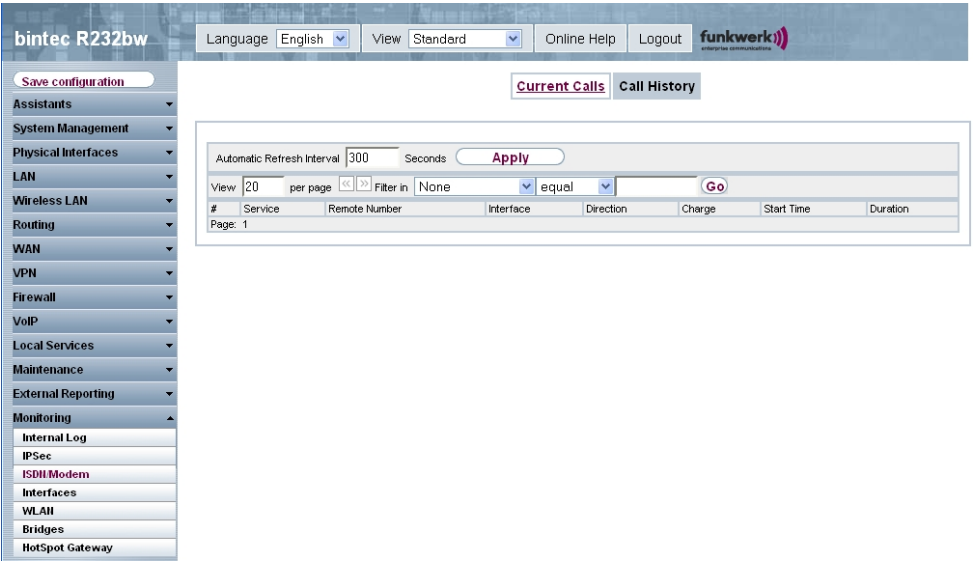 bintec R232bw
Language English View Standard Online Help Logout funkwerk
enterprise communications
Save configuration
Assistants
System Management
Physical Interfaces
LAN
Wireless LAN
Routing
WAN
VPN
Firewall
VoIP
Local Services
Maintenance
External Reporting
Monitoring
Internal Log
IPSec
ISDN/Modem
Interfaces
WLAN
Bridges
HotSpot Gateway
Current Calls Call History
Automatic Refresh Interval 300 Seconds Apply
View 20 per page << >> Filter in None equal Go
# Service Remote Number Interface Direction Charge Start Time Duration
Page: 1